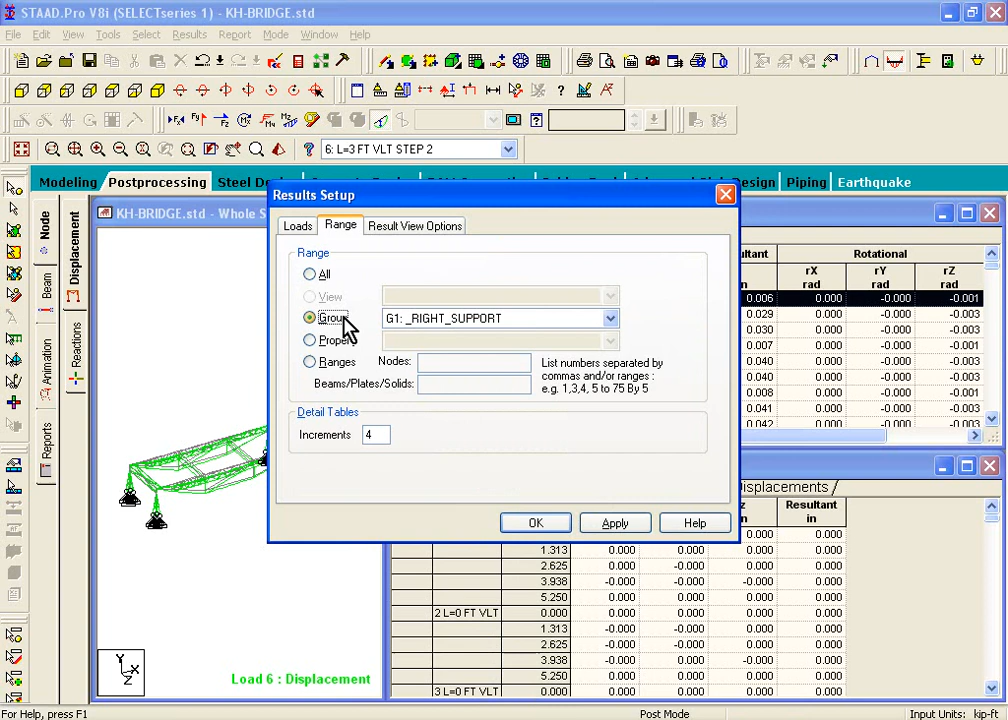 STAAD.Pro V8i (SELECTseries 1) - KH-BRIDGE.std
File Edit View Tools Select Results Report Mode Window Help
6: L=3 FT VLT STEP 2
Modeling Postprocessing Steel Piping Earthquake
KH-BRIDGE.std - Whole S
Node
Displacement
Beam
Reactions
Animation
Reports
Results Setup
Loads Range Result View Options
Range
All
View
Group
G1: _RIGHT_SUPPORT
Ranges
Nodes:
Beams/Plates/Solids:
List numbers separated by
commas and/or ranges :
e.g. 1,3,4, 5 to 75 By 5
Detail Tables
Increments 4
OK Apply Help
ltant Rotational
in rX rad rY rad rZ rad
0.006 0.000 0.000 -0.001
0.029 0.000 0.000 -0.003
0.030 0.000 0.000 -0.003
0.007 0.000 0.000 -0.001
0.008 0.000 0.000 -0.001
0.041 0.000 0.000 -0.003
0.042 0.000 0.000 -0.003
isplacements
z in Resultant in
0.000 0.000
0.000 0.000
0.000 0.000
1.313 0.000 -0.000 0.000 0.000
2.625 0.000 -0.000 0.000 0.000
3.938 0.000 -0.000 0.000 0.000
5.250 0.000 0.000 0.000 0.000
2 L=0 FT VLT 0.000 0.000 0.000 0.000 0.000
1.313 -0.000 -0.000 0.000 0.000
2.625 -0.000 -0.000 0.000 0.000
3.938 -0.000 -0.000 0.000 0.000
5.250 0.000 0.000 0.000 0.000
3 L=0 FT VLT 0.000 0.000 0.000 0.000 0.000
Y
X
Z
Load 6 : Displacement
For Help, press F1 Post Mode Input Units: kip-ft